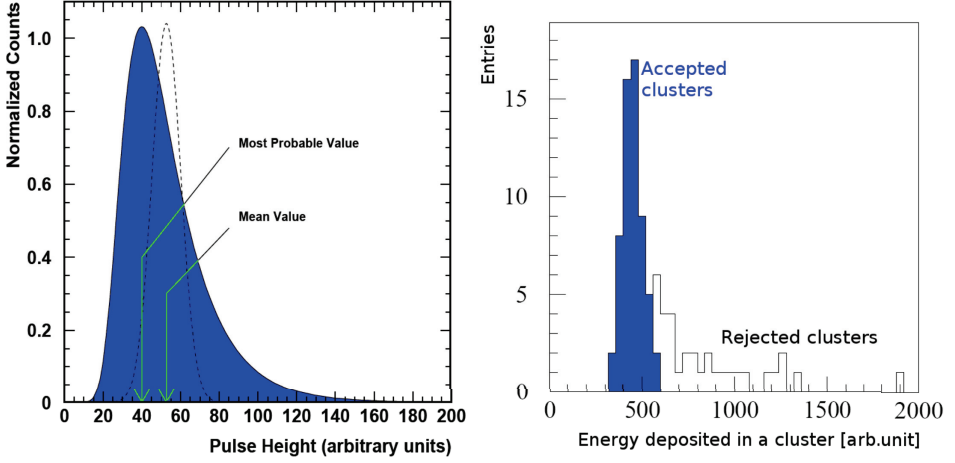 Normalized Counts
1.0
0.8
0.6
0.4
0.2
0
Most Probable Value
Mean Value
0 20 40 60 80 100 120 140 160 180 200
Pulse Height (arbitrary units)
Entries
15
10
5
0
Accepted
clusters
Rejected clusters
0 500 1000 1500 2000
Energy deposited in a cluster [arb.unit]